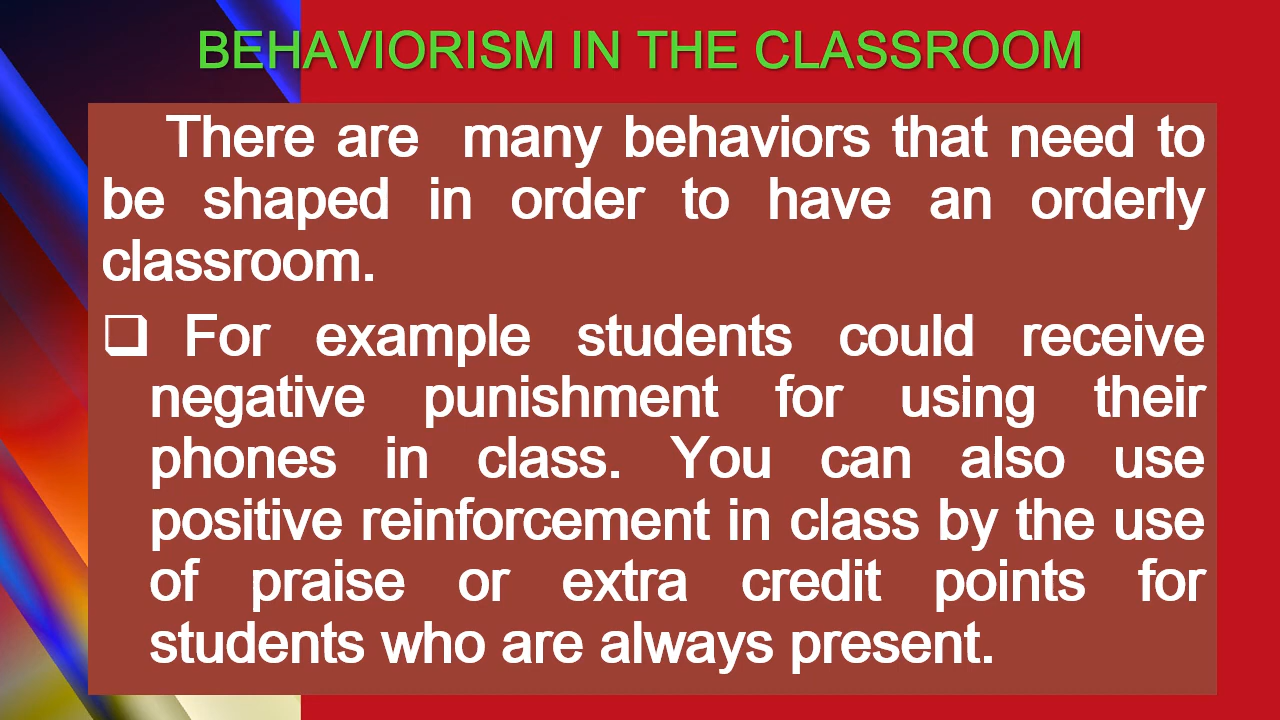 BEHAVIORISM IN THE CLASSROOM
There are many behaviors that need to
be shaped in order to have an orderly
classroom.
❑ For example students could receive
negative punishment for using their
phones in class. You can also use
positive reinforcement in class by the use
of praise or extra credit points for
students who are always present.